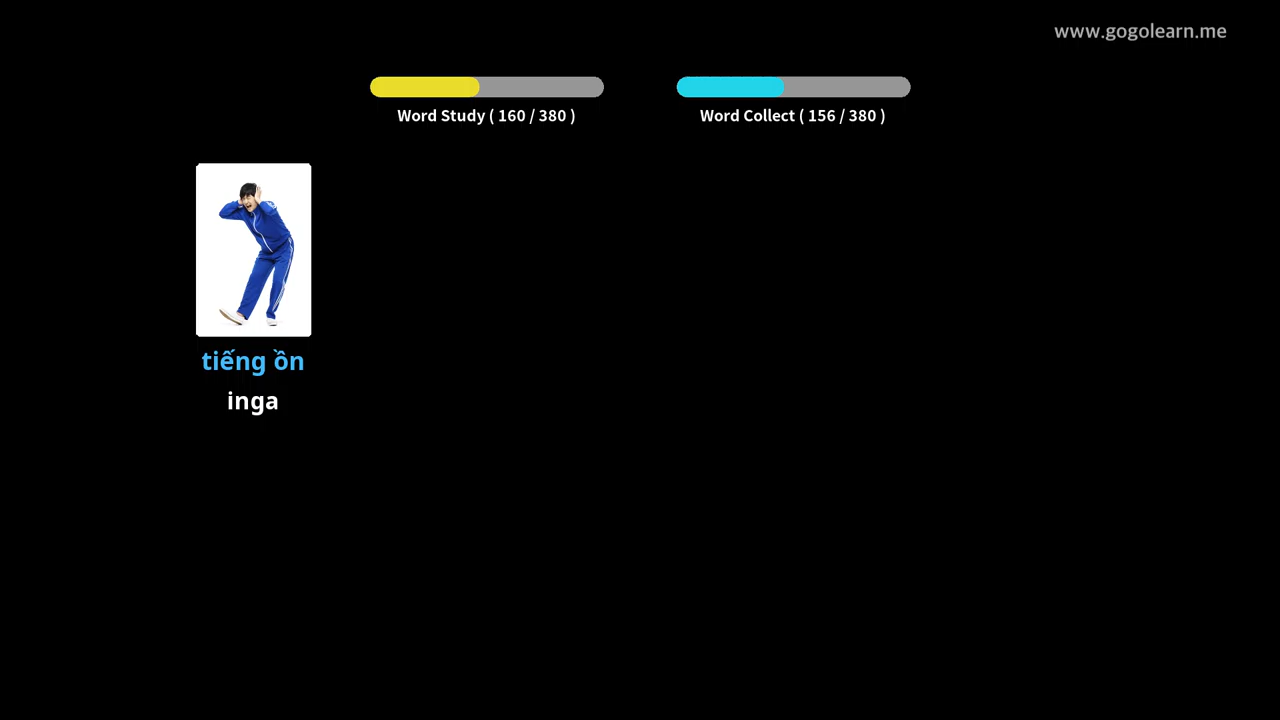 www.gogolearn.me
Word Study ( 160 / 380 )
Word Collect ( 156 / 380 )
tiếng ồn
inga